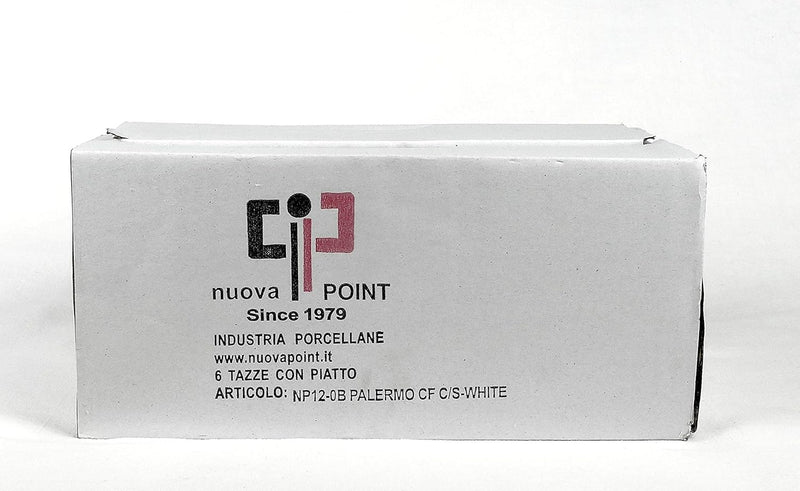 nuova POINT
Since 1979
INDUSTRIA PORCELLANE
www.nuovapoint.it
6 TAZZE CON PIATTO
ARTICOLO: NP12-0B PALERMO CF C/S-WHITE